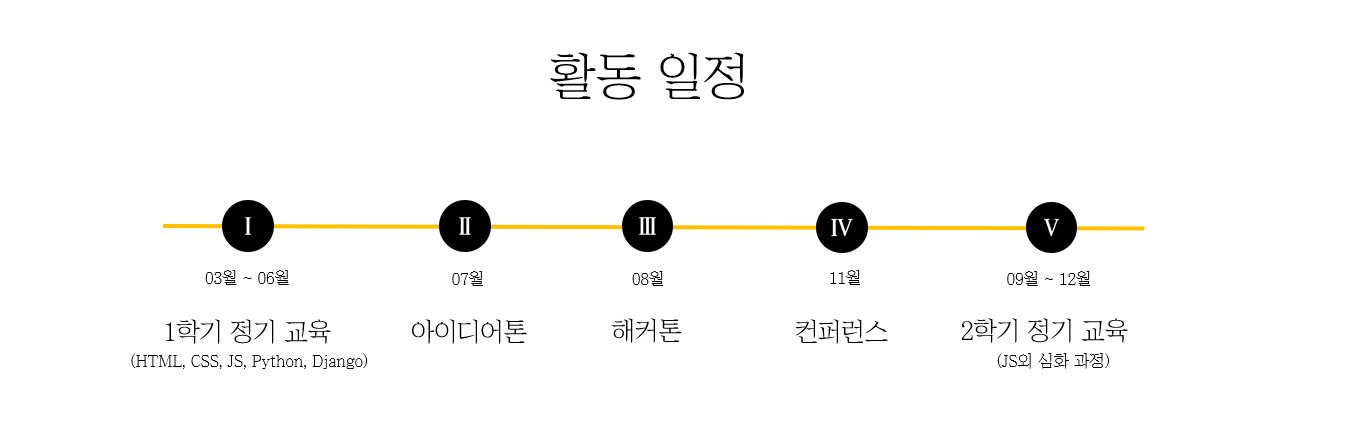 활동 일정
Ⅰ
Ⅱ
Ⅲ
Ⅳ
Ⅴ
03월 ~ 06월
07월
08월
11월
09월 ~ 12월
1학기 정기 교육
아이디어톤
해커톤
컨퍼런스
2학기 정기 교육
(HTML, CSS, JS, Python, Django)
(JS외 심화 과정)